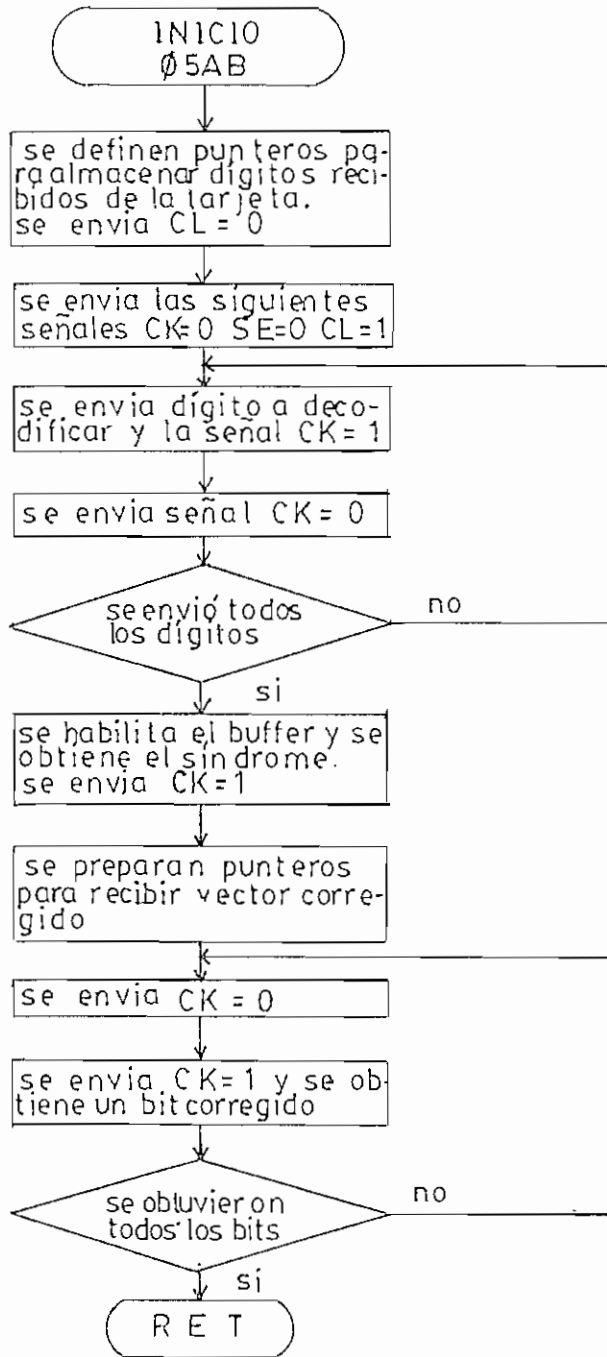 INICIO
Ø5AB
se definen punteros pa-
ra almacenar dígitos reci-
bidos de la tarjeta.
se envia CL = 0
se envia las siguientes
señales CK=0 SE=0 CL=1
se envia dígito a deco-
dificar y la señal CK = 1
se envia señal CK = 0
se envió todos
los dígitos
no
si
se habilita el buffer y se
obtiene el síndrome.
se envia CK=1
se preparan punteros
para recibir vector corre-
gido
se envia CK = 0
se envia CK=1 y se ob-
tiene un bit corregido
se obtuvieron
todos los bits
no
sí
RET